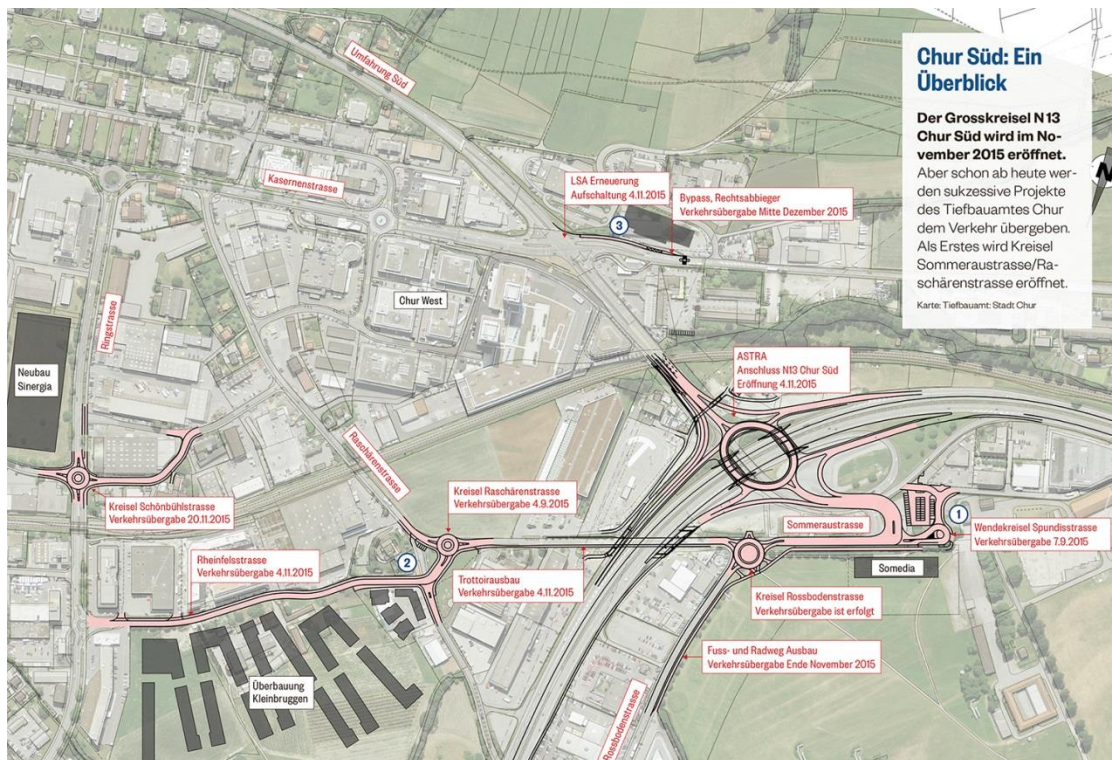 Chur Süd: Ein
Überblick
Der Grosskreisel N 13
Chur Süd wird im No-
vember 2015 eröffnet.
Aber schon ab heute wer-
den sukzessive Projekte
des Tiefbauamtes Chur
dem Verkehr übergeben.
Als Erstes wird Kreisel
Sommeraustrasse/Ra-
schärenstrasse eröffnet.
Karte: Tiefbauamt: Stadt Chur
N
Umfahrung Süd
Kasernenstrasse
LSA Erneuerung
Aufschaltung 4.11.2015
Bypass, Rechtsabbieger
Verkehrsübergabe Mitte Dezember 2015
3
Chur West
Ringstrasse
Neubau
Sinergia
ASTRA
Anschluss N13 Chur Süd
Eröffnung 4.11.2015
Raschärenstrasse
Kreisel Schönbühlstrasse
Verkehrsübergabe 20.11.2015
Kreisel Raschärenstrasse
Verkehrsübergabe 4.9.2015
Sommeraustrasse
1
Wendekreisel Spundisstrasse
Verkehrsübergabe 7.9.2015
Rheinfelsstrasse
Verkehrsübergabe 4.11.2015
2
Trottoirausbau
Verkehrsübergabe 4.11.2015
Somedia
Kreisel Rossbodenstrasse
Verkehrsübergabe ist erfolgt
Fuss- und Radweg Ausbau
Verkehrsübergabe Ende November 2015
Überbauung
Kleinbruggen
Rossbodenstrasse